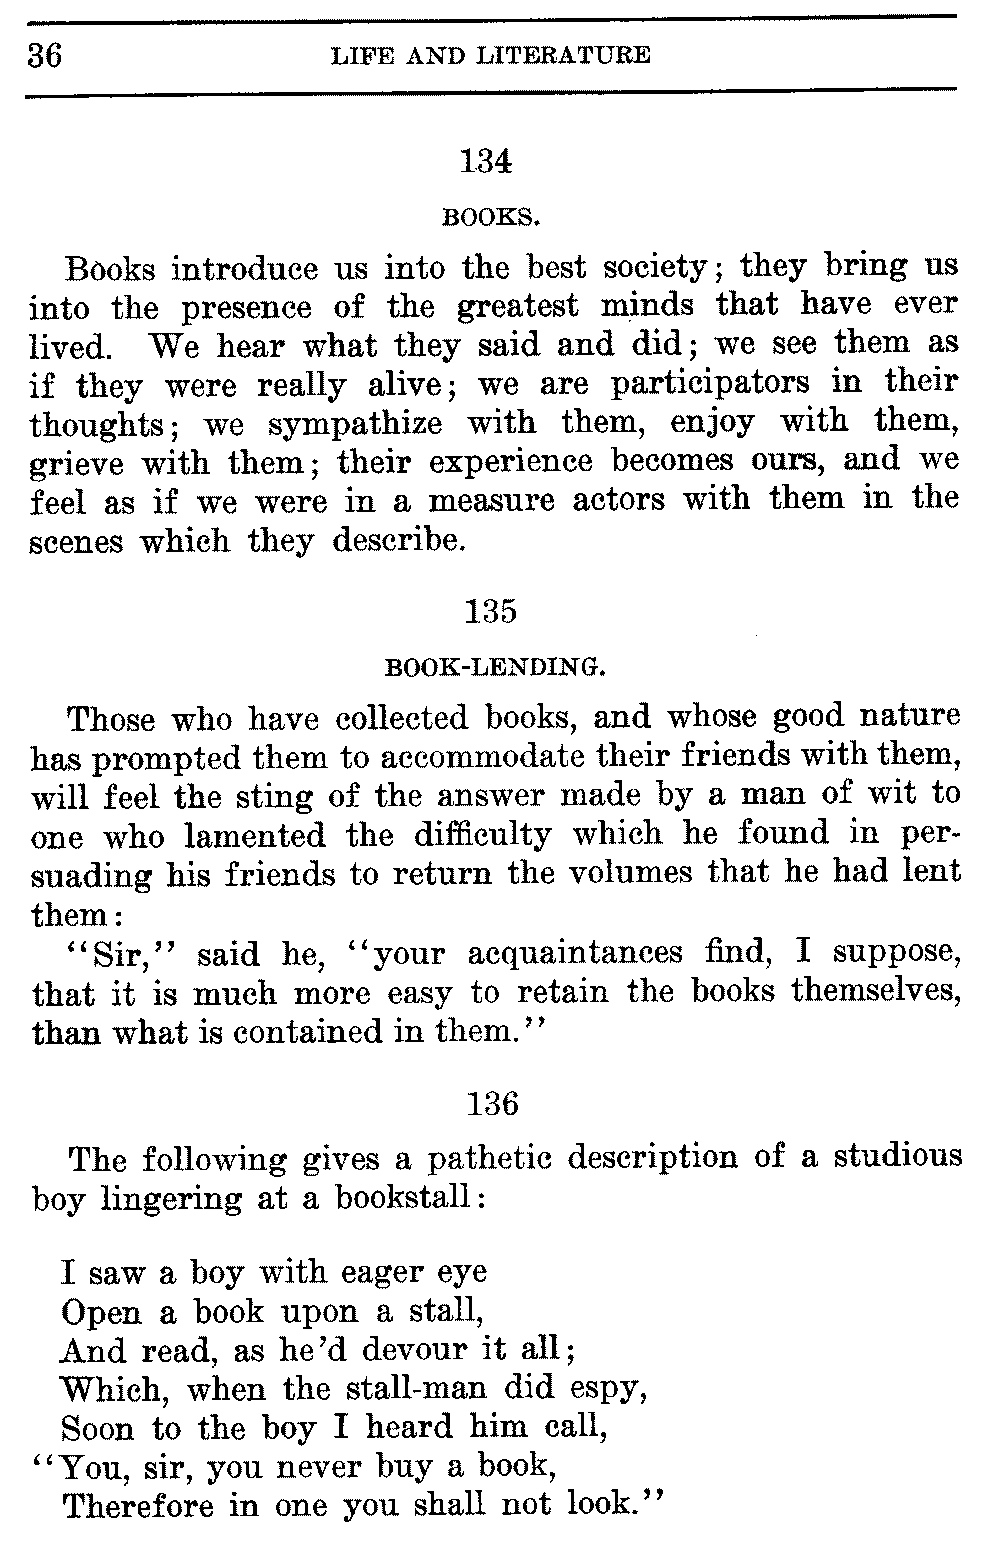 36 LIFE AND LITERATURE
134
BOOKS.
Books introduce us into the best society; they bring us
into the presence of the greatest minds that have ever
lived. We hear what they said and did; we see them as
if they were really alive; we are participators in their
thoughts; we sympathize with them, enjoy with them,
grieve with them; their experience becomes ours, and we
feel as if we were in a measure actors with them in the
scenes which they describe.
135
BOOK-LENDING.
Those who have collected books, and whose good nature
has prompted them to accommodate their friends with them,
will feel the sting of the answer made by a man of wit to
one who lamented the difficulty which he found in per-
suading his friends to return the volumes that he had lent
them:
"Sir," said he, "your acquaintances find, I suppose,
that it is much more easy to retain the books themselves,
than what is contained in them."
136
The following gives a pathetic description of a studious
boy lingering at a bookstall:
I saw a boy with eager eye
Open a book upon a stall,
And read, as he'd devour it all;
Which, when the stall-man did espy,
Soon to the boy I heard him call,
"You, sir, you never buy a book,
Therefore in one you shall not look."